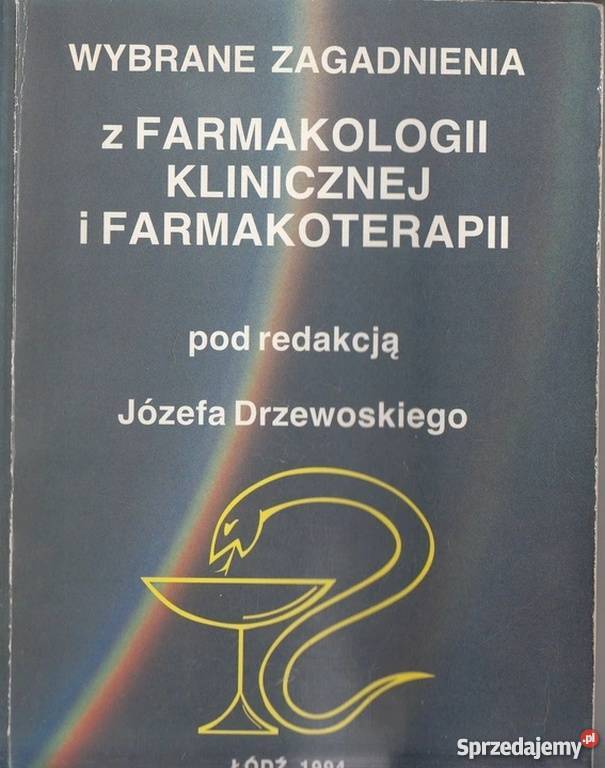 WYBRANE ZAGADNIENIA
z FARMAKOLOGII
KLINICZNEJ
i FARMAKOTERAPII
pod redakcją
Józefa Drzewoskiego
ŁÓDŹ 1994
Sprzedajemy.pl